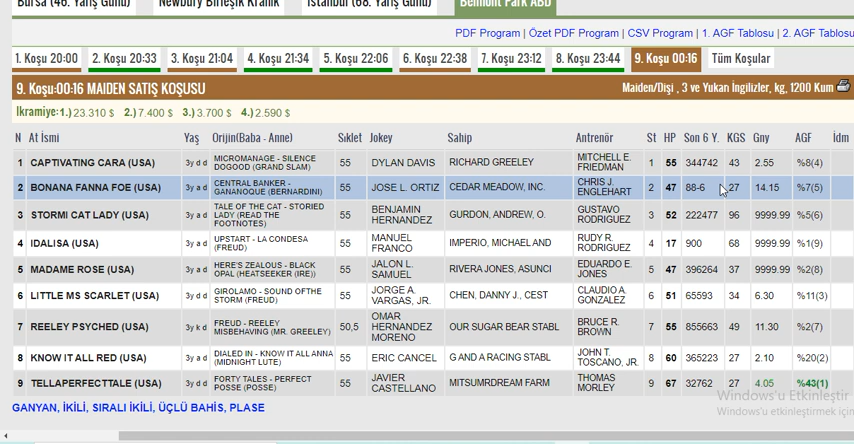 Bursa (46. Yarış Günü) Newbury Birleşik Krallık İstanbul (68. Yarış Günü) Belmont Park ABD
PDF Program | Özet PDF Program | CSV Program | 1. AGF Tablosu | 2. AGF Tablosu
1. Koşu 20:00 2. Koşu 20:33 3. Koşu 21:04 4. Koşu 21:34 5. Koşu 22:06 6. Koşu 22:38 7. Koşu 23:12 8. Koşu 23:44 9. Koşu 00:16 Tüm Koşular
9. Koşu:00:16 MAIDEN SATIŞ KOŞUSU Maiden/Dişi , 3 ve Yukarı İngilizler, kg, 1200 Kum
İkramiye:1.) 23.310 $ 2.) 7.400 $ 3.) 3.700 $ 4.) 2.590 $
N At İsmi Yaş Orijin(Baba - Anne) Sıklet Jokey Sahip Antrenör St HP Son 6 Y. KGS Gny AGF İdm
1 CAPTIVATING CARA (USA) 3y d d MICROMANAGE - SILENCE DOGOOD (GRAND SLAM) 55 DYLAN DAVIS RICHARD GREELEY MITCHELL E. FRIEDMAN 1 55 344742 43 2.55 %8(4)
2 BONANA FANNA FOE (USA) 3y d d CENTRAL BANKER - GANANOQUE (BERNARDINI) 55 JOSE L. ORTIZ CEDAR MEADOW, INC. CHRIS J. ENGLEHART 2 47 88-6 27 14.15 %7(5)
3 STORMI CAT LADY (USA) 3y d d TALE OF THE CAT - STORIED LADY (READ THE FOOTNOTES) 55 BENJAMIN HERNANDEZ GURDON, ANDREW, O. GUSTAVO RODRIGUEZ 3 52 222477 96 9999.99 %5(6)
4 IDALISA (USA) 3y a d UPSTART - LA CONDESA (FREUD) 55 MANUEL FRANCO IMPERIO, MICHAEL AND RUDY R. RODRIGUEZ 4 17 900 68 9999.99 %1(9)
5 MADAME ROSE (USA) 3y a d HERE'S ZEALOUS - BLACK OPAL (HEATSEEKER (IRE)) 55 JALON L. SAMUEL RIVERA JONES, ASUNCI EDUARDO E. JONES 5 47 396264 37 9999.99 %2(8)
6 LITTLE MS SCARLET (USA) 3y d d GIROLAMO - SOUND OFTHE STORM (FREUD) 55 JORGE A. VARGAS, JR. CHEN, DANNY J., CEST CLAUDIO A. GONZALEZ 6 51 65593 34 6.30 %11(3)
7 REELEY PSYCHED (USA) 3y k d FREUD - REELEY MISBEHAVING (MR. GREELEY) 50,5 OMAR HERNANDEZ MORENO OUR SUGAR BEAR STABL BRUCE R. BROWN 7 55 855663 49 11.30 %2(7)
8 KNOW IT ALL RED (USA) 3y a d DIALED IN - KNOW IT ALL ANNA (MIDNIGHT LUTE) 55 ERIC CANCEL G AND A RACING STABL JOHN T. TOSCANO, JR. 8 60 365223 27 2.10 %20(2)
9 TELLAPERFECTTALE (USA) 3y d d FORTY TALES - PERFECT POSSE (POSSE) 55 JAVIER CASTELLANO MITSUMRDREAM FARM THOMAS MORLEY 9 67 32762 27 4.05 %43(1)
GANYAN, İKİLİ, SIRALI İKİLİ, ÜÇLÜ BAHİS, PLASE
Windows'u Etkinleştir
Windows'u etkinleştirmek için